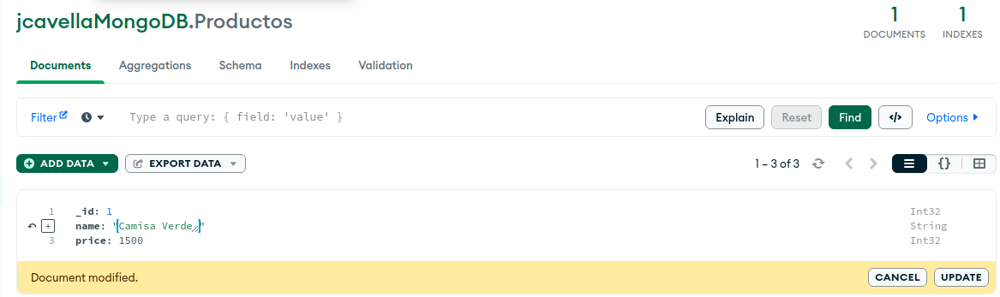 jcavellaMongoDB.Productos
1 1
DOCUMENTS INDEXES
Documents Aggregations Schema Indexes Validation
Filter Type a query: { field: 'value' } Explain Reset Find </> Options
ADD DATA EXPORT DATA 1 – 3 of 3 {}
1 _id: 1 Int32
+ name: "Camisa Verde" String
3 price: 1500 Int32
Document modified. CANCEL UPDATE